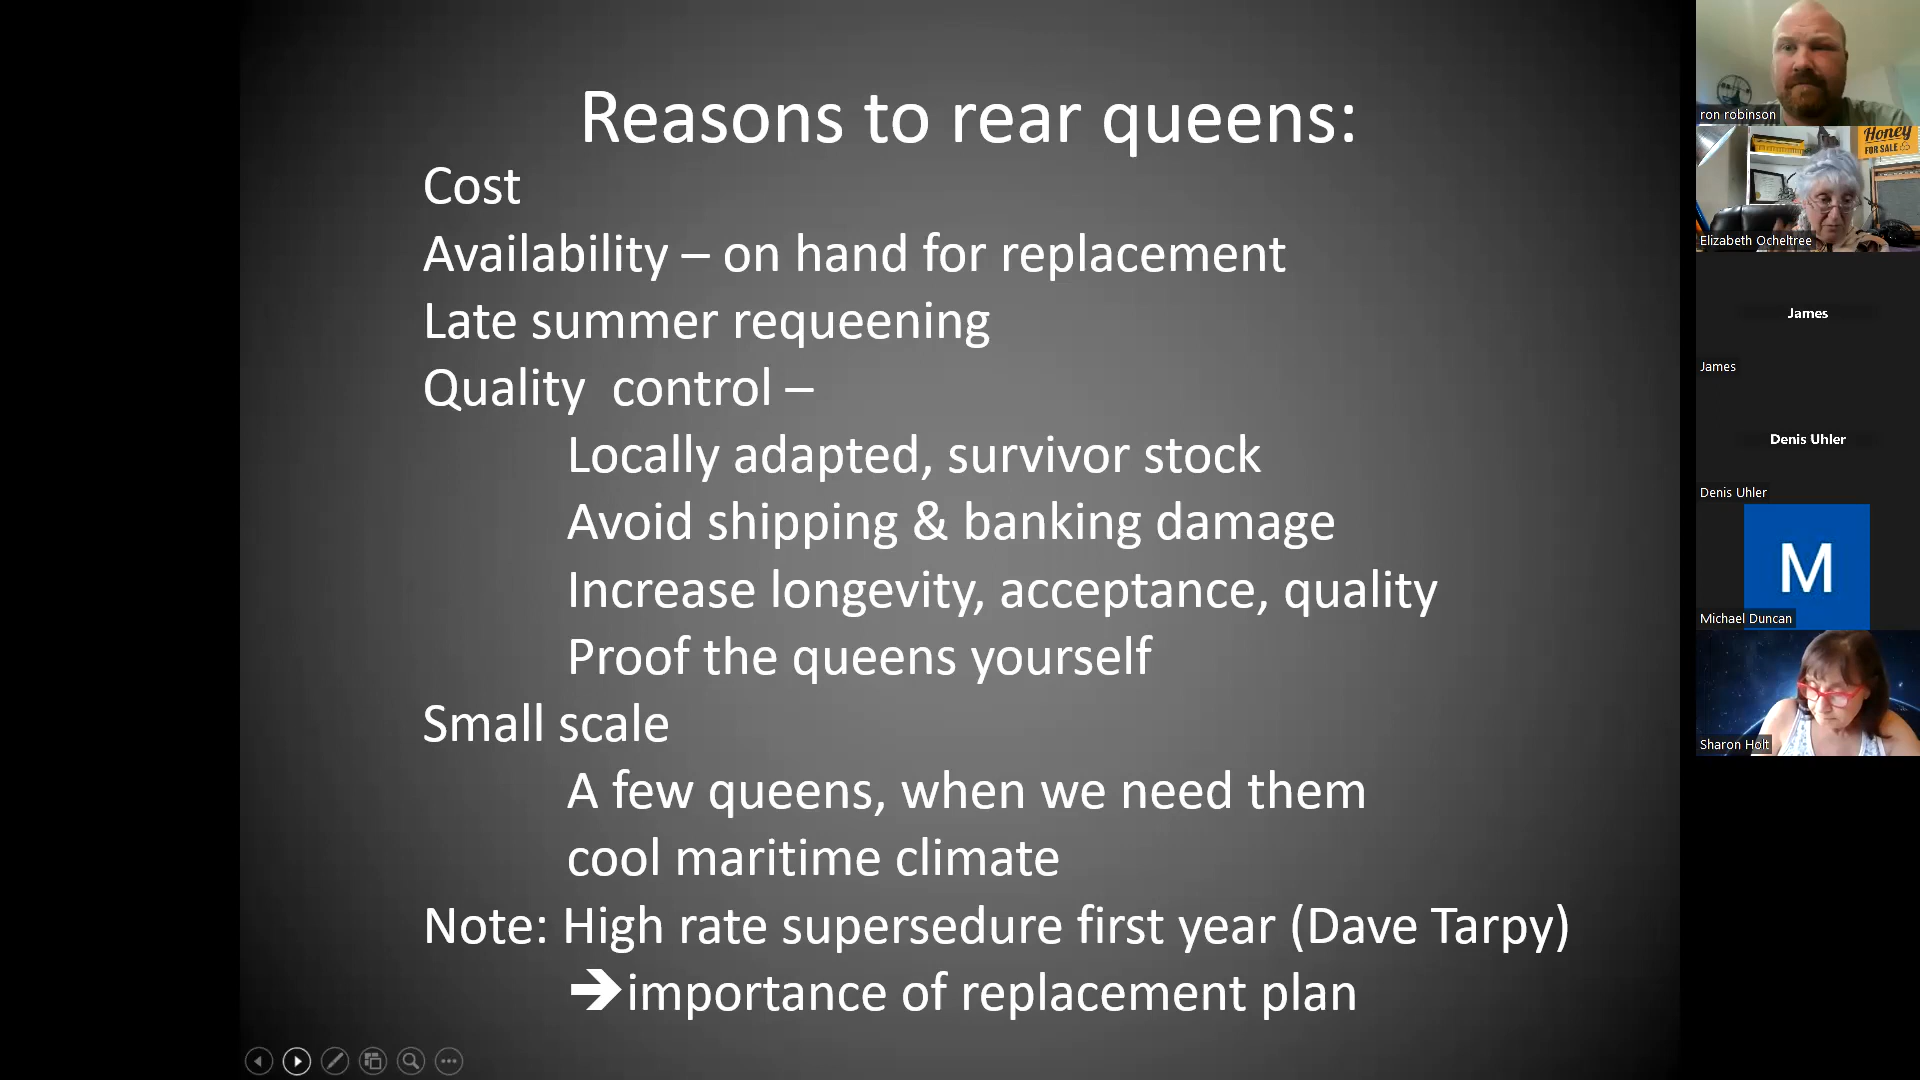 Reasons to rear queens:
Cost
Availability – on hand for replacement
Late summer requeening
Quality  control –
Locally adapted, survivor stock
Avoid shipping & banking damage
Increase longevity, acceptance, quality
Proof the queens yourself
Small scale
A few queens, when we need them
cool maritime climate
Note: High rate supersedure first year (Dave Tarpy)
➔importance of replacement plan
ron robinson
Honey
FOR SALE
Elizabeth Ocheltree
James
James
Denis Uhler
Denis Uhler
M
Michael Duncan
Sharon Holt